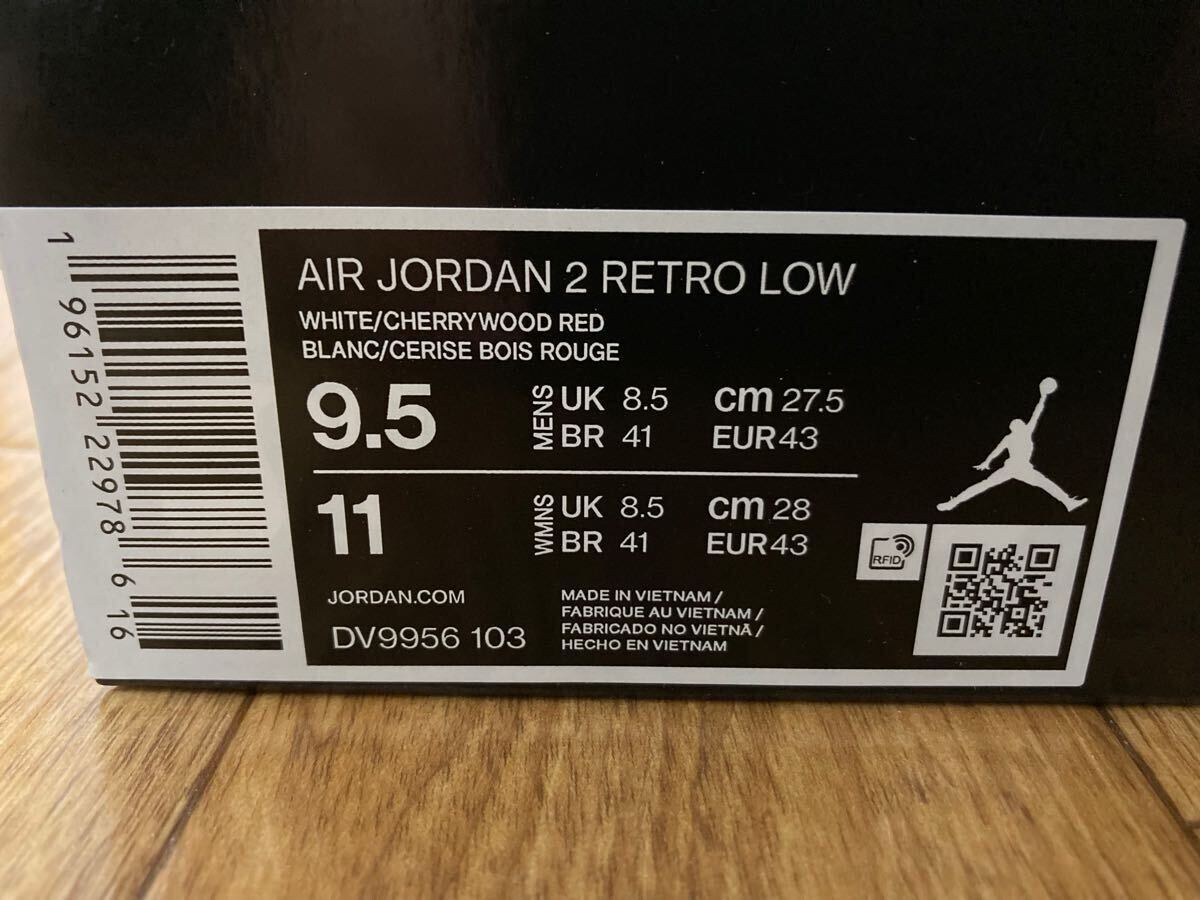 AIR JORDAN 2 RETRO LOW
WHITE/CHERRYWOOD RED
BLANC/CERISE BOIS ROUGE
9.5 MENS UK 8.5 cm 27.5
BR 41 EUR 43
11 WMNS UK 8.5 cm 28
BR 41 EUR 43
JORDAN.COM
DV9956 103
MADE IN VIETNAM /
FABRIQUE AU VIETNAM /
FABRICADO NO VIETNÃ /
HECHO EN VIETNAM
RFID
1 96152 22978 6 16